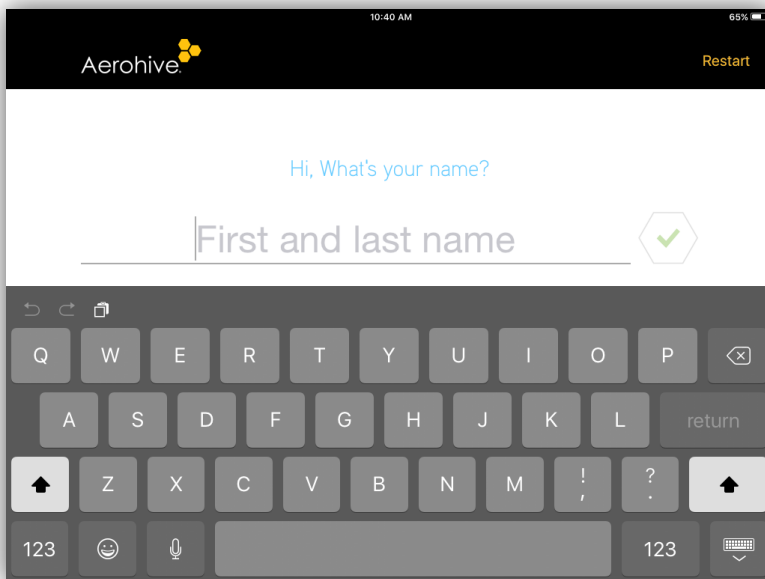 10:40 AM
65%
Aerohive
Restart
Hi, What's your name?
First and last name
Q W E R T Y U I O P
A S D F G H J K L return
Z X C V B N M ! , ? .
123 123